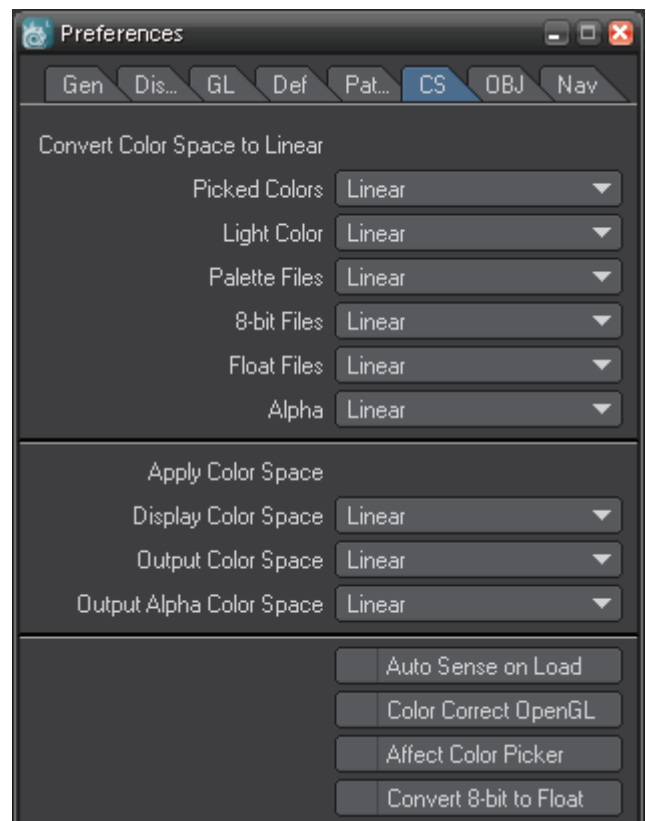 Preferences
Gen Dis... GL Def Pat... CS OBJ Nav
Convert Color Space to Linear
Picked Colors Linear
Light Color Linear
Palette Files Linear
8-bit Files Linear
Float Files Linear
Alpha Linear
Apply Color Space
Display Color Space Linear
Output Color Space Linear
Output Alpha Color Space Linear
Auto Sense on Load
Color Correct OpenGL
Affect Color Picker
Convert 8-bit to Float